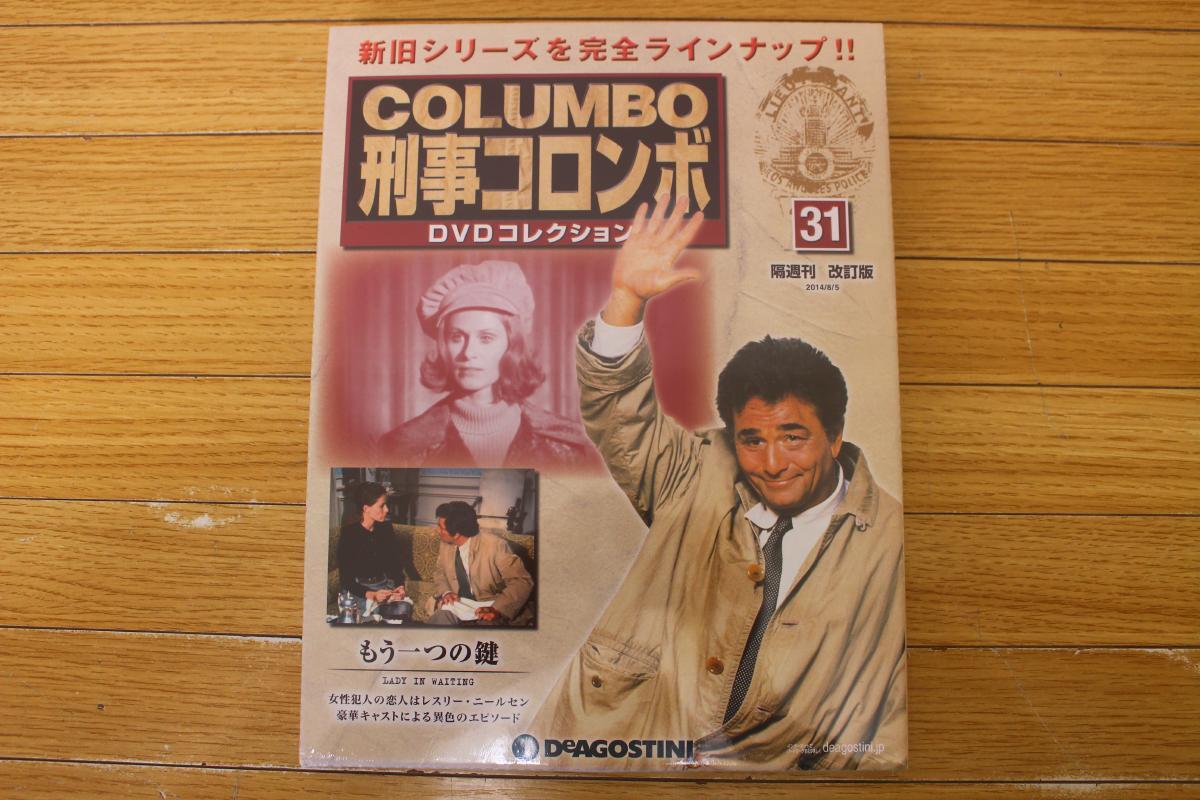 新旧シリーズを完全ラインナップ!!
COLUMBO
刑事コロンボ
DVDコレクション
LIEUTENANT
LOS ANGELES POLICE
31
隔週刊 改訂版
2014/8/5
もう一つの鍵
LADY IN WAITING
女性犯人の恋人はレスリー・ニールセン
豪華キャストによる異色のエピソード
DeAGOSTINI
deagostini.jp